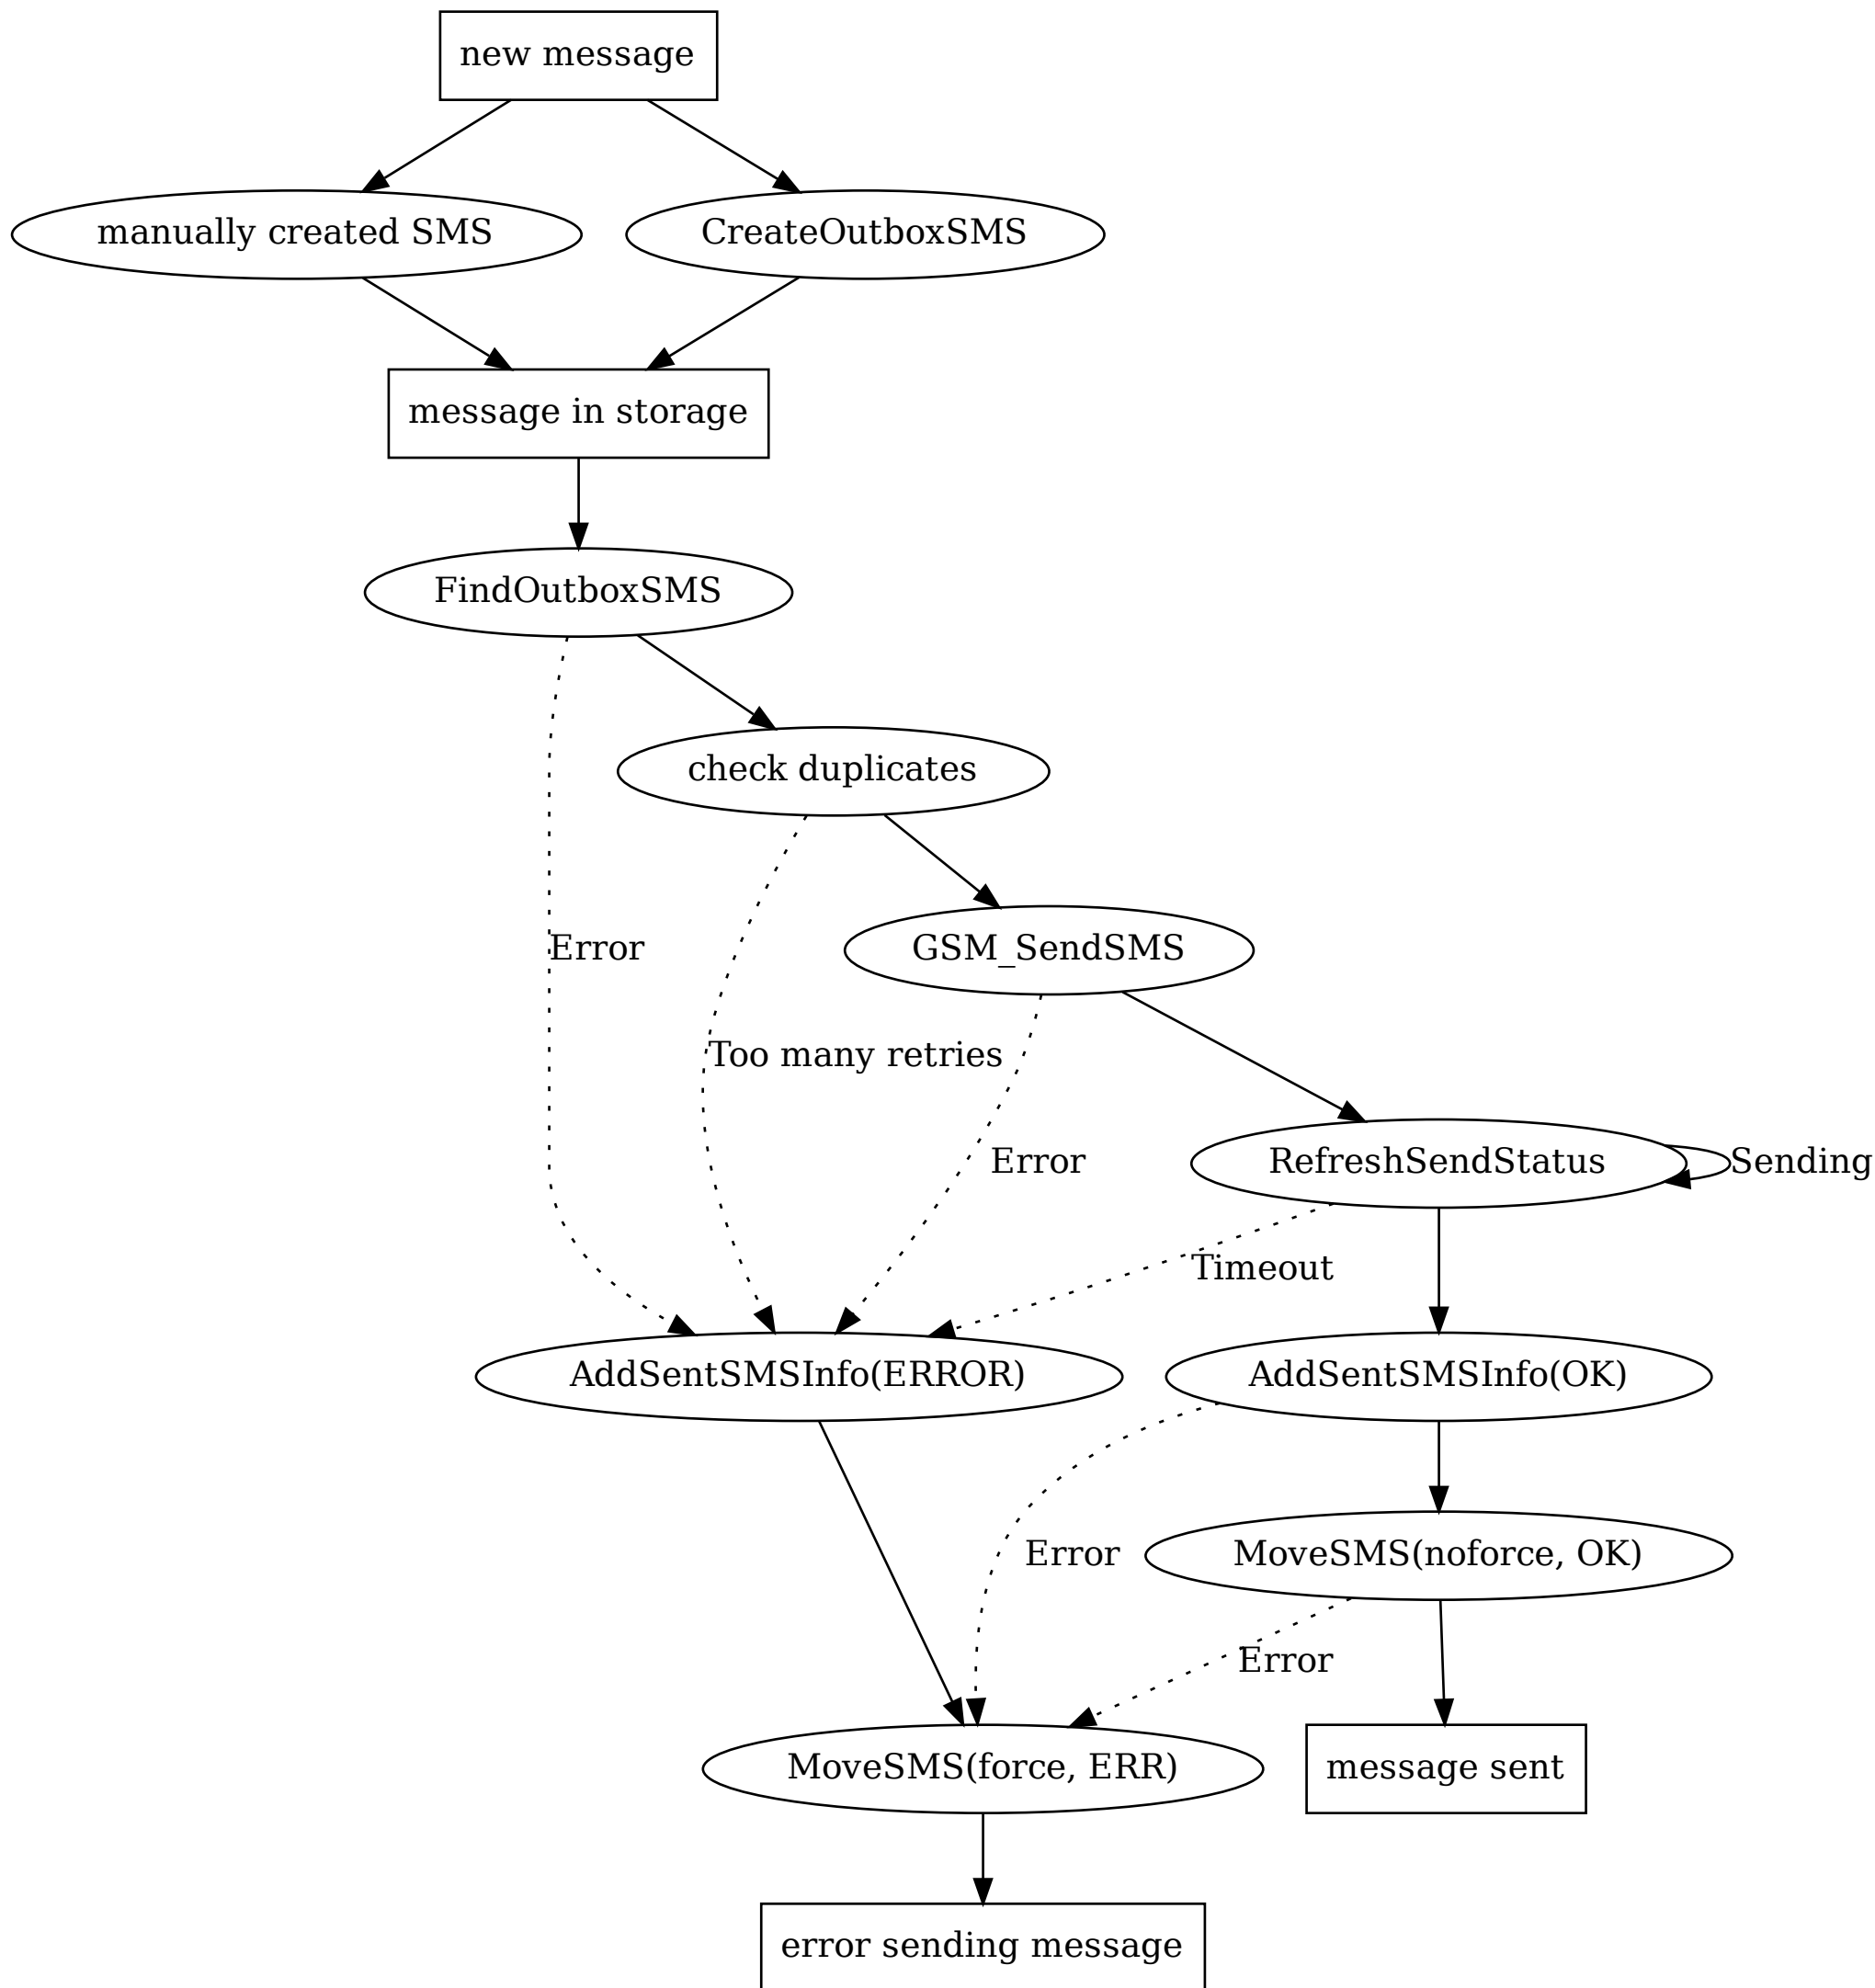 new message
manually created SMS
CreateOutboxSMS
message in storage
FindOutboxSMS
check duplicates
GSM_SendSMS
Error
Too many retries
Error
RefreshSendStatus
Sending
Timeout
AddSentSMSInfo(ERROR)
AddSentSMSInfo(OK)
Error
MoveSMS(noforce, OK)
Error
MoveSMS(force, ERR)
message sent
error sending message